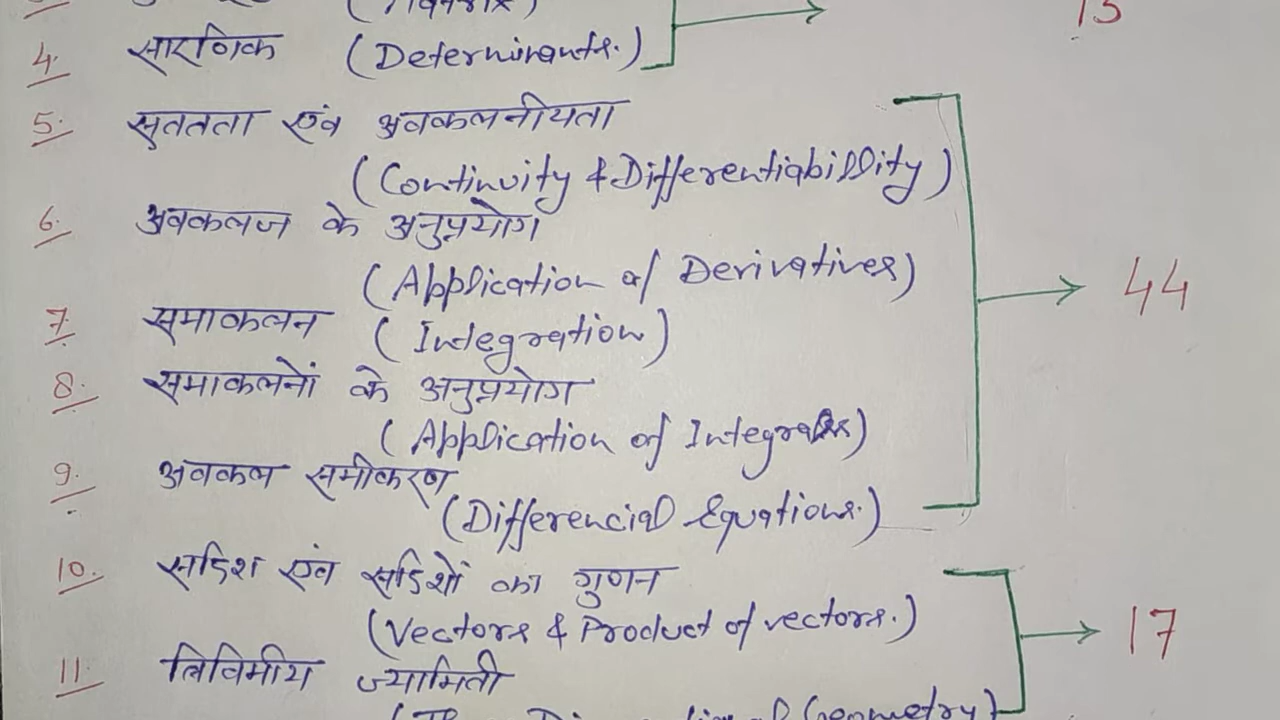 13
4. सारणिक (Determinants.)
5. सततता एवं अवकलनीयता
(Continuity & Differentiability)
6. अवकलज के अनुप्रयोग
(Application of Derivatives)
44
7. समाकलन (Integration)
8. समाकलनों के अनुप्रयोग
(Application of Integrals)
9. अवकल समीकरण
(Differencial Equations.)
10. सदिश एवं सदिशों का गुणन
(Vectors & Product of vectors.)
17
11. त्रिविमीय ज्यामिती
Geometry)